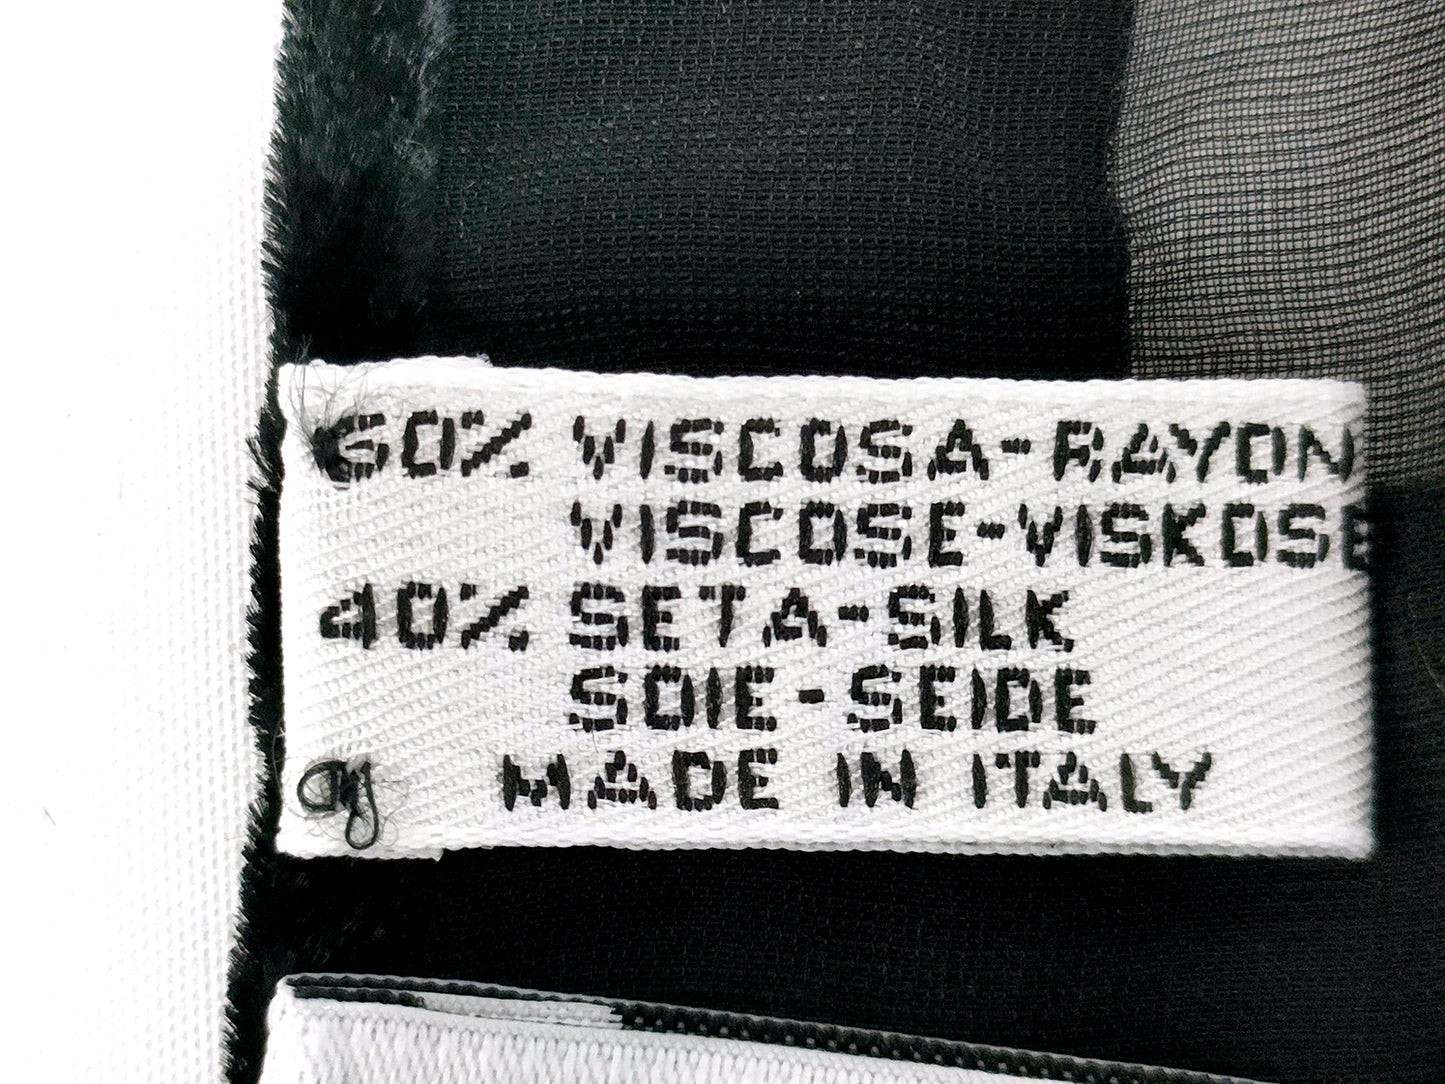 60% VISCOSA-RAYON
VISCOSE-VISKOSE
40% SETA-SILK
SOIE-SEIDE
MADE IN ITALY